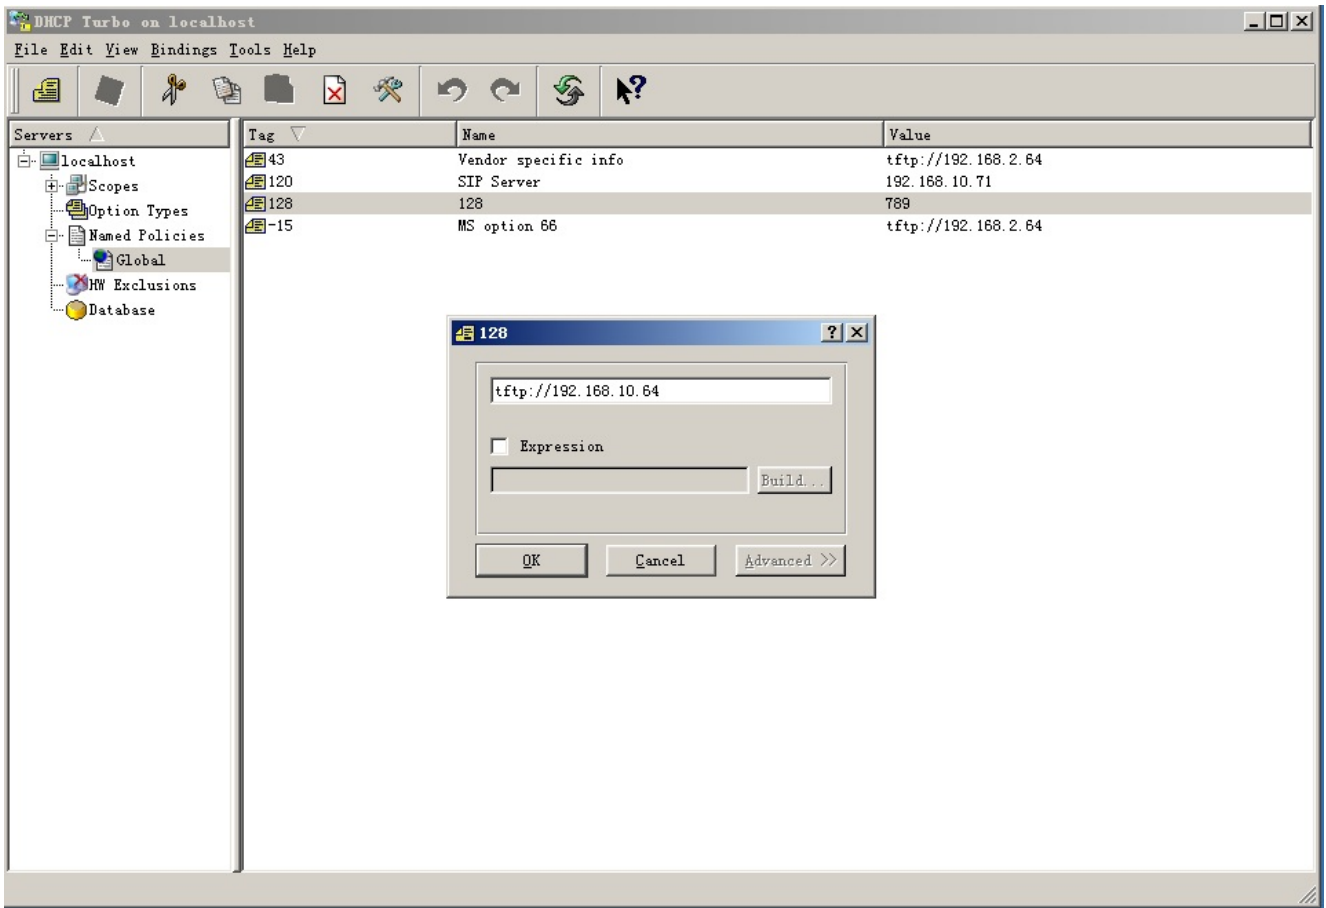 DHCP Turbo on localhost
File Edit View Bindings Tools Help
Servers
Tag Name Value
localhost
Scopes
Option Types
Named Policies
Global
HW Exclusions
Database
43 Vendor specific info tftp://192.168.2.64
120 SIP Server 192.168.10.71
128 128 789
-15 MS option 66 tftp://192.168.2.64
128
tftp://192.168.10.64
Expression
Build...
OK Cancel Advanced >>